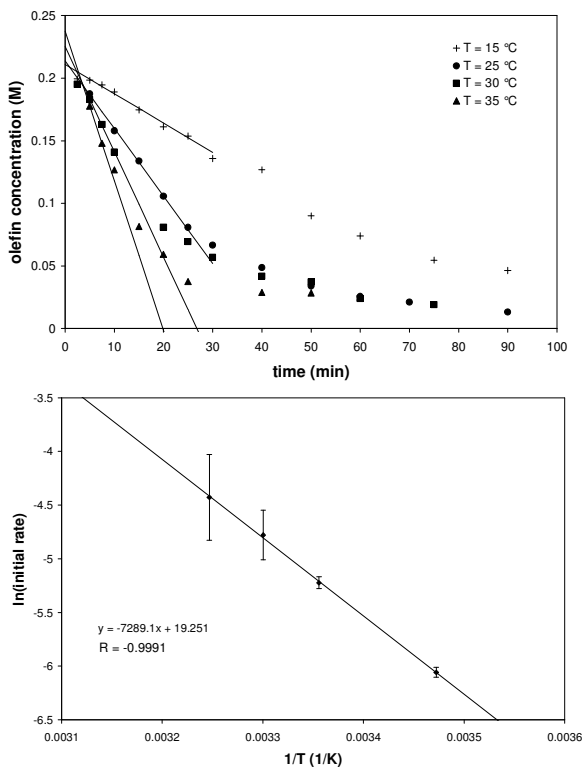 0.25
0.2
0.15
0.1
0.05
0
olefin concentration (M)
+ T = 15 °C
● T = 25 °C
■ T = 30 °C
▲ T = 35 °C
0 10 20 30 40 50 60 70 80 90 100
time (min)
-3.5
-4
-4.5
-5
-5.5
-6
-6.5
ln(initial rate)
y = -7289.1x + 19.251
R = -0.9991
0.0031 0.0032 0.0033 0.0034 0.0035 0.0036
1/T (1/K)